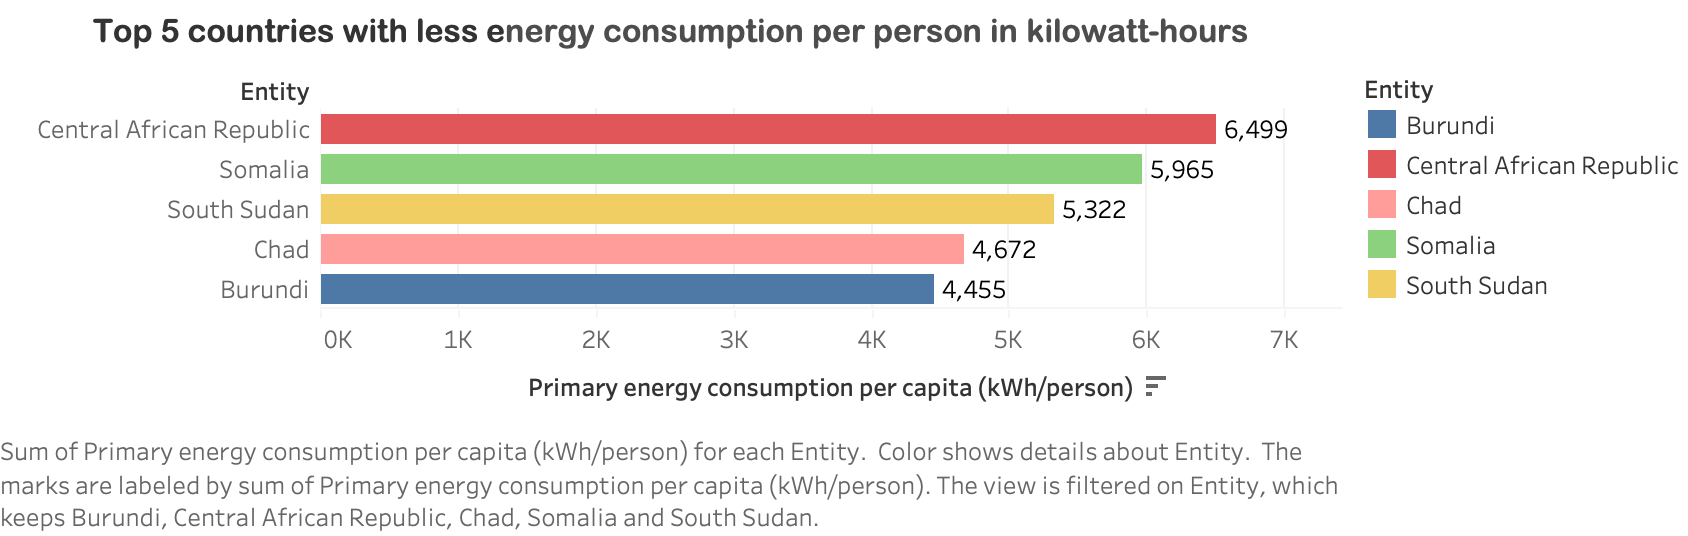 Top 5 countries with less energy consumption per person in kilowatt-hours
Entity
Central African Republic 6,499
Somalia 5,965
South Sudan 5,322
Chad 4,672
Burundi 4,455
0K 1K 2K 3K 4K 5K 6K 7K
Primary energy consumption per capita (kWh/person)
Entity
Burundi
Central African Republic
Chad
Somalia
South Sudan
Sum of Primary energy consumption per capita (kWh/person) for each Entity.  Color shows details about Entity.  The
marks are labeled by sum of Primary energy consumption per capita (kWh/person). The view is filtered on Entity, which
keeps Burundi, Central African Republic, Chad, Somalia and South Sudan.